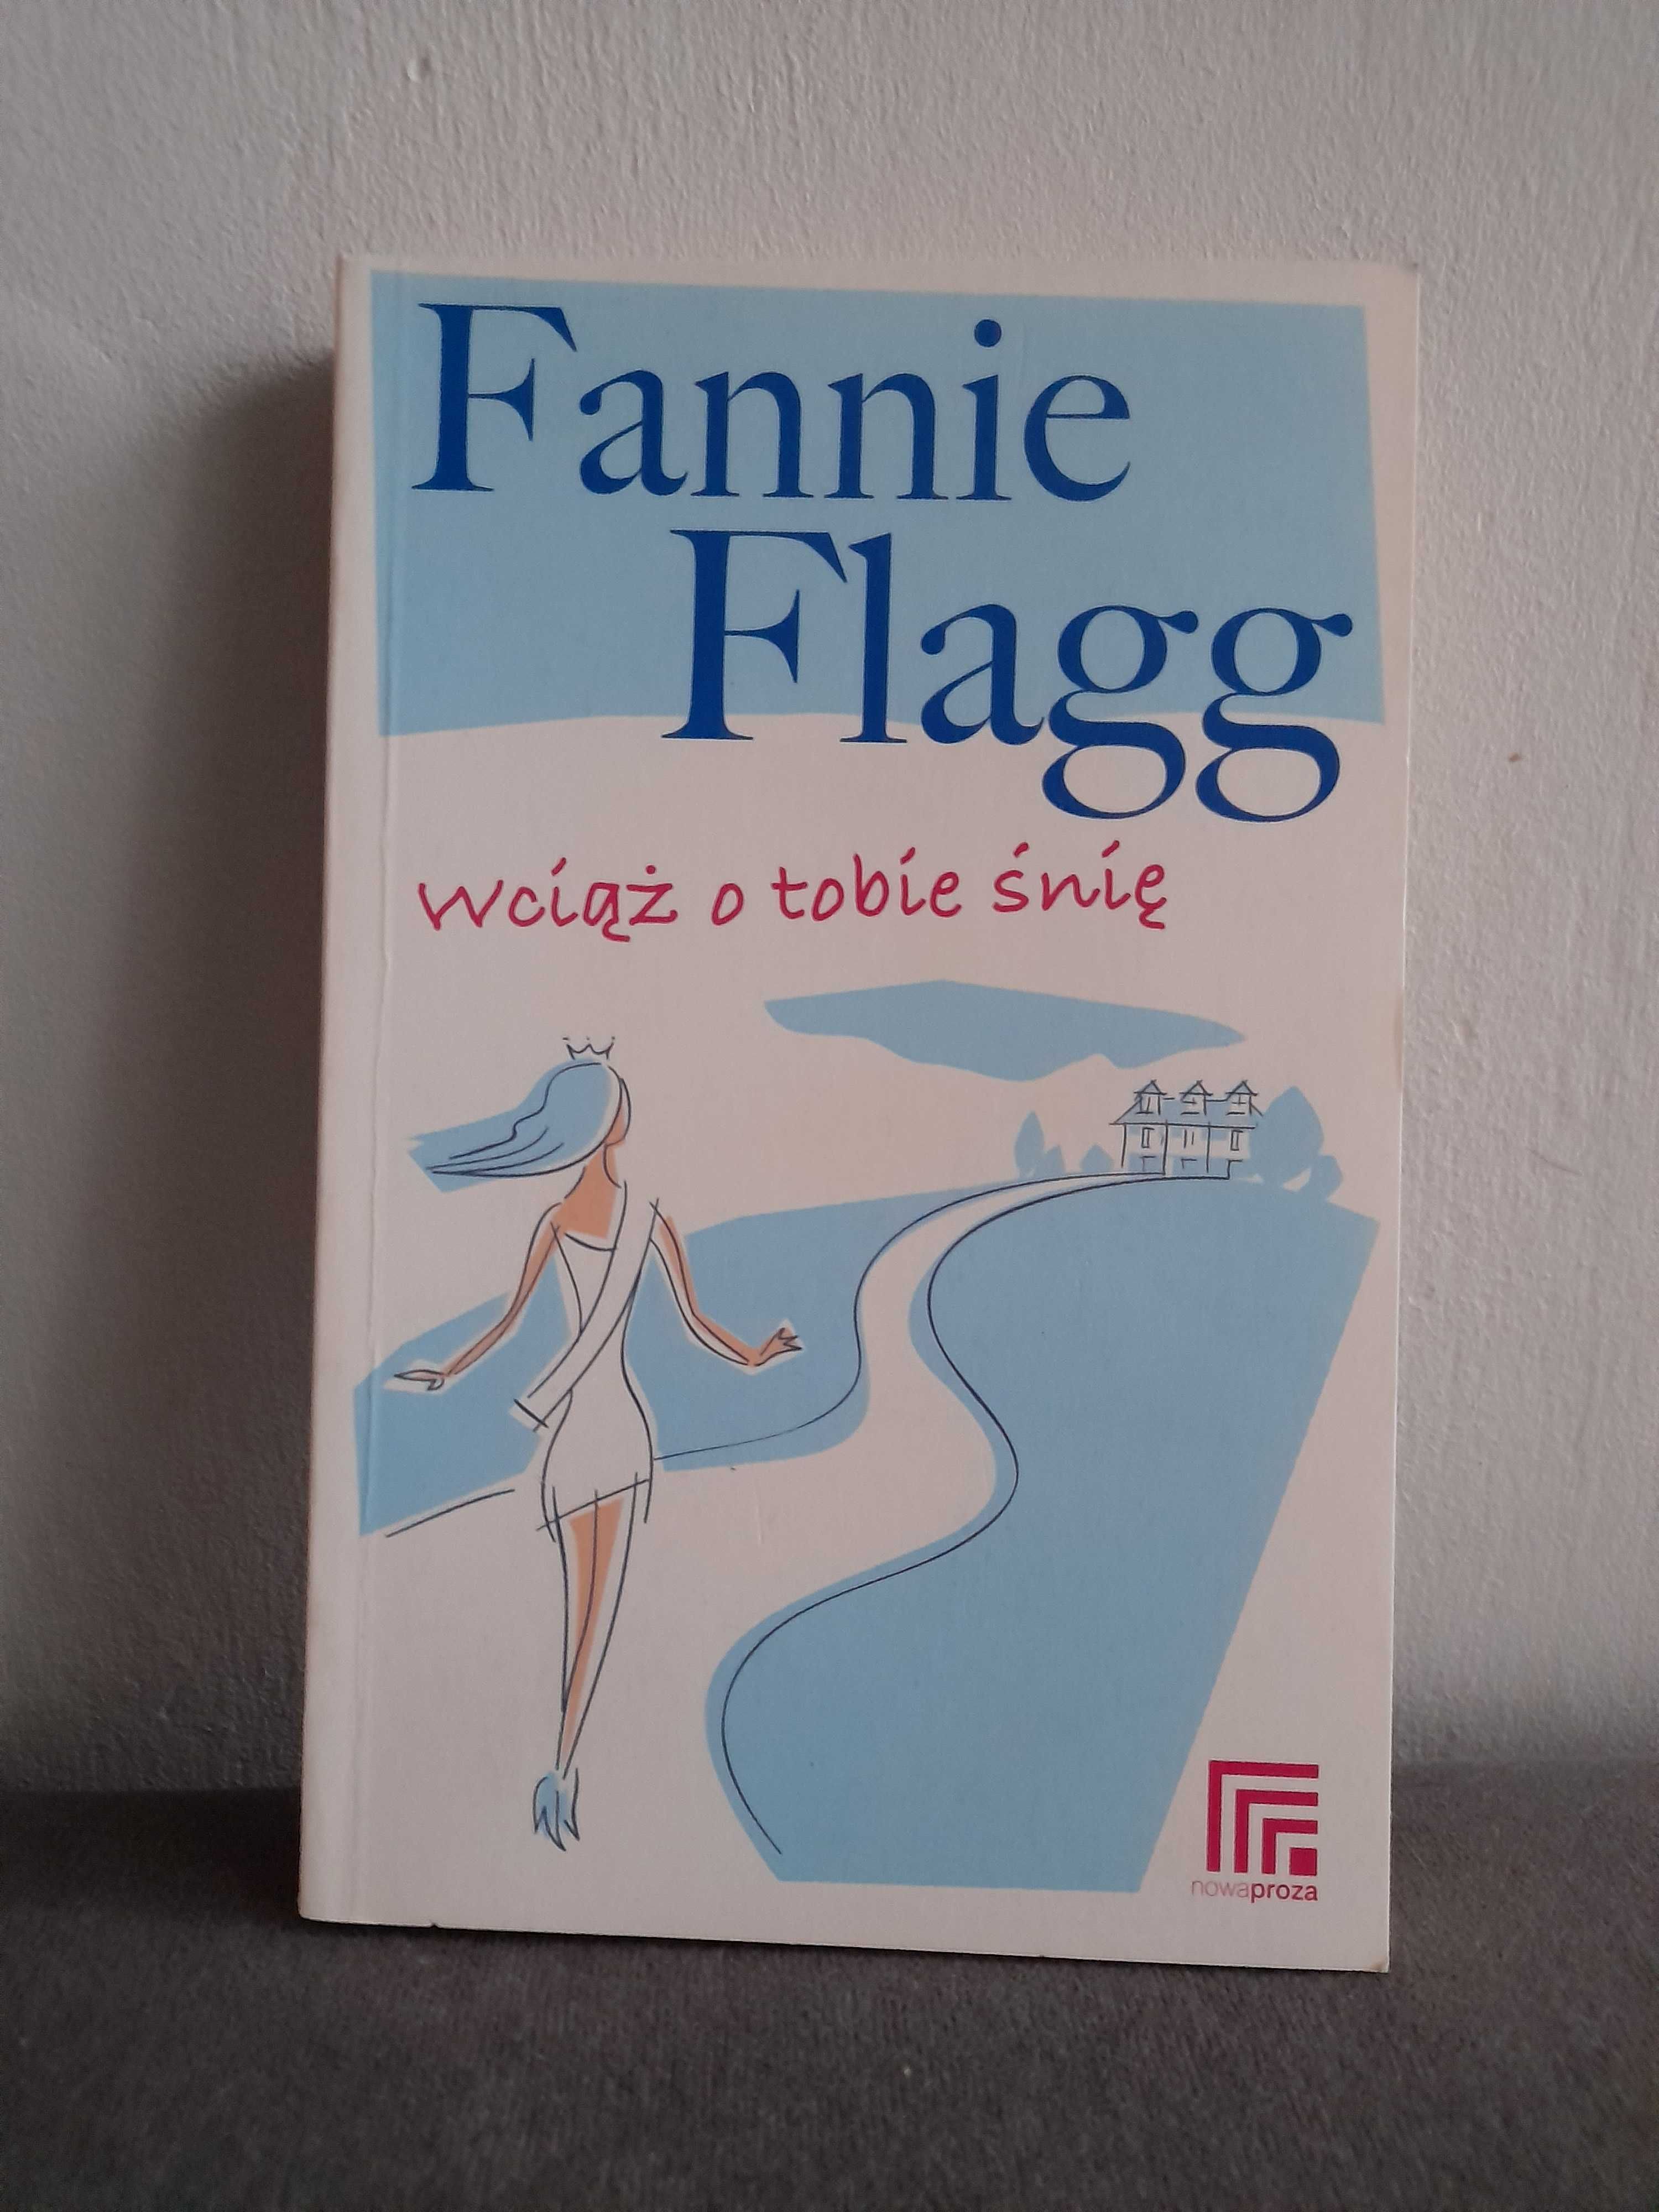 Fannie
Flagg
wciąż o tobie śnię
nowaproza